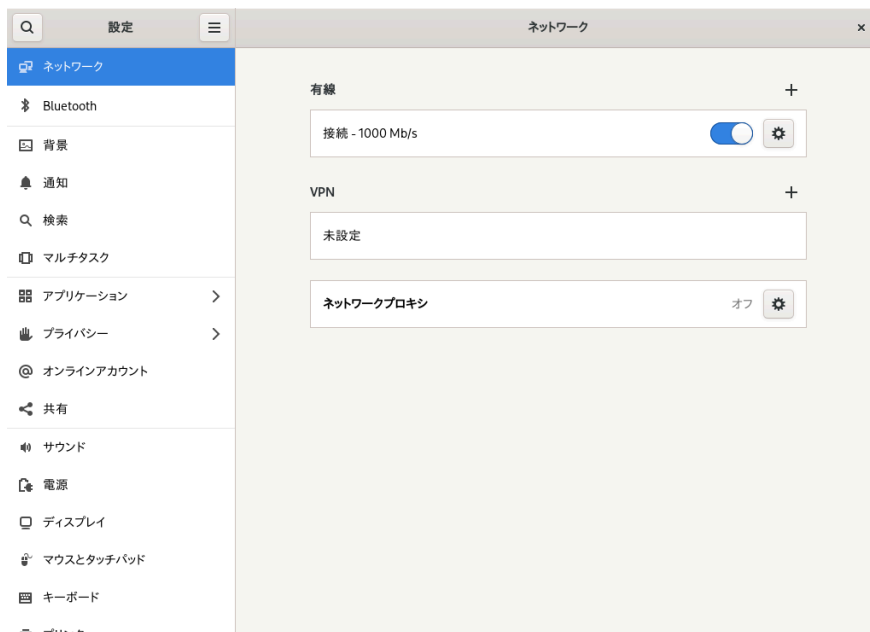 設定
ネットワーク
ネットワーク
Bluetooth
背景
通知
検索
マルチタスク
アプリケーション
プライバシー
オンラインアカウント
共有
サウンド
電源
ディスプレイ
マウスとタッチパッド
キーボード
有線
接続 - 1000 Mb/s
VPN
未設定
ネットワークプロキシ オフ